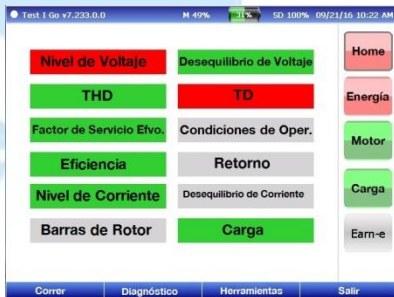 Test I Go v7.233.0.0 M 49% 31% SD 100% 09/21/16 10:22 AM
Nivel de Voltaje Desequilibrio de Voltaje
Home
THD TD
Energía
Factor de Servicio Efvo. Condiciones de Oper.
Motor
Eficiencia Retorno
Nivel de Corriente Desequilibrio de Corriente
Carga
Barras de Rotor Carga
Earn-e
Correr Diagnóstico Herramientas Salir